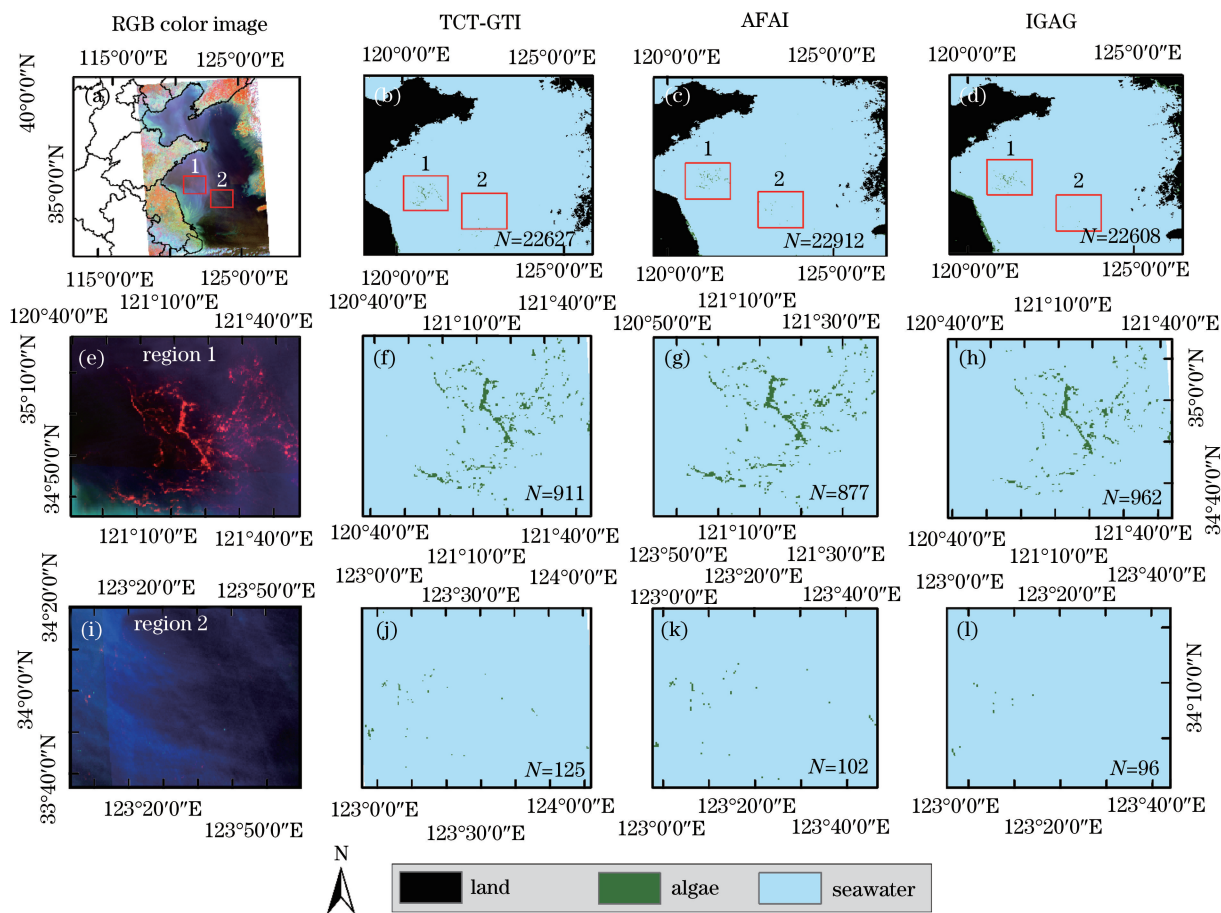 RGB color image TCT-GTI AFAI IGAG
115°0′0″E 125°0′0″E 120°0′0″E 125°0′0″E 120°0′0″E 125°0′0″E 120°0′0″E 125°0′0″E
40°0′0″N
35°0′0″N
(a) 1 2
(b) 1 2 N=22627
(c) 1 2 N=22912
(d) 1 2 N=22608
115°0′0″E 125°0′0″E 120°0′0″E 125°0′0″E 120°0′0″E 125°0′0″E 120°0′0″E 125°0′0″E
120°40′0″E 121°10′0″E 121°40′0″E
120°40′0″E 121°10′0″E 121°40′0″E
120°50′0″E 121°10′0″E 121°30′0″E
120°40′0″E 121°10′0″E 121°40′0″E
35°10′0″N
34°50′0″N
(e) region 1
(f) N=911
(g) N=877
(h) N=962
35°0′0″N
34°40′0″N
121°10′0″E 121°40′0″E
120°40′0″E 121°10′0″E 121°40′0″E
123°50′0″E 121°10′0″E 121°30′0″E
120°40′0″E 121°10′0″E 121°40′0″E
123°20′0″E 123°50′0″E
123°0′0″E 123°30′0″E 124°0′0″E
123°0′0″E 123°20′0″E 123°40′0″E
123°0′0″E 123°20′0″E 123°40′0″E
34°20′0″N
34°0′0″N
33°40′0″N
(i) region 2
(j) N=125
(k) N=102
(l) N=96
34°10′0″N
123°20′0″E 123°50′0″E
123°0′0″E 123°30′0″E 124°0′0″E
123°0′0″E 123°20′0″E 123°40′0″E
123°0′0″E 123°20′0″E 123°40′0″E
N
land algae seawater